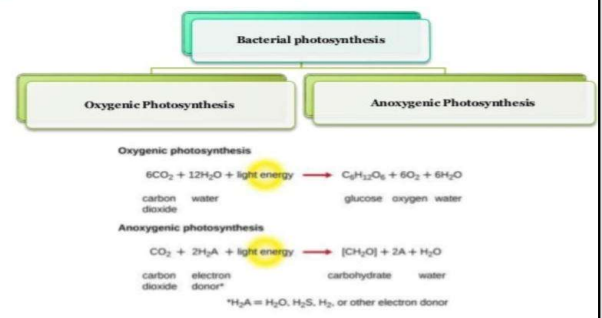 Bacterial photosynthesis
Oxygenic Photosynthesis
Anoxygenic Photosynthesis
Oxygenic photosynthesis
6CO₂ + 12H₂O + light energy → C₆H₁₂O₆ + 6O₂ + 6H₂O
carbon dioxide water glucose oxygen water
Anoxygenic photosynthesis
CO₂ + 2H₂A + light energy → [CH₂O] + 2A + H₂O
carbon dioxide electron donor* carbohydrate water
*H₂A = H₂O, H₂S, H₂, or other electron donor